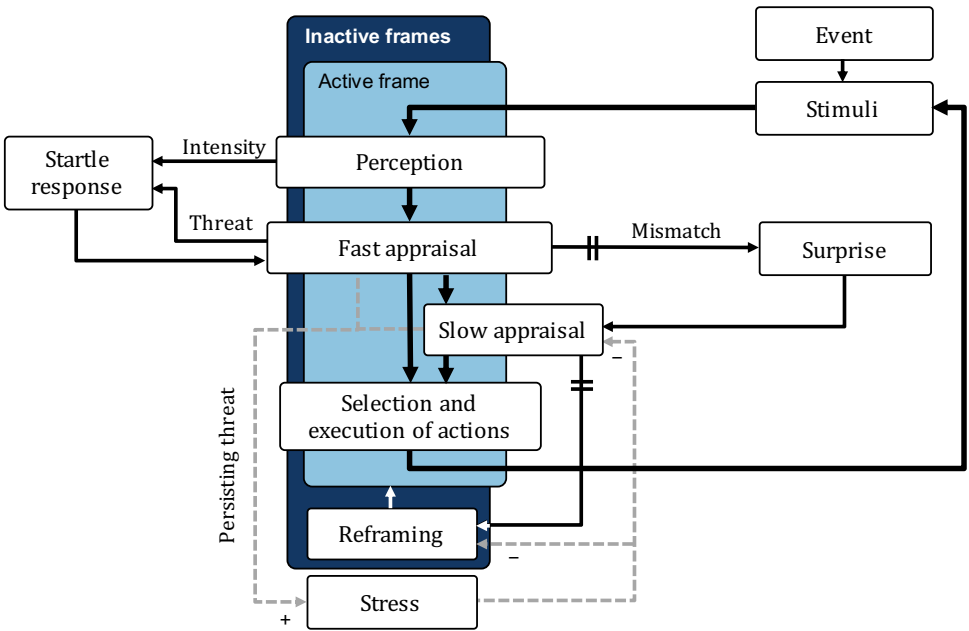 Inactive frames
Event
Active frame
Stimuli
Startle
response
Intensity
Perception
Threat
Fast appraisal
Mismatch
Surprise
Slow appraisal
–
Selection and
execution of actions
Persisting threat
Reframing
–
Stress
+